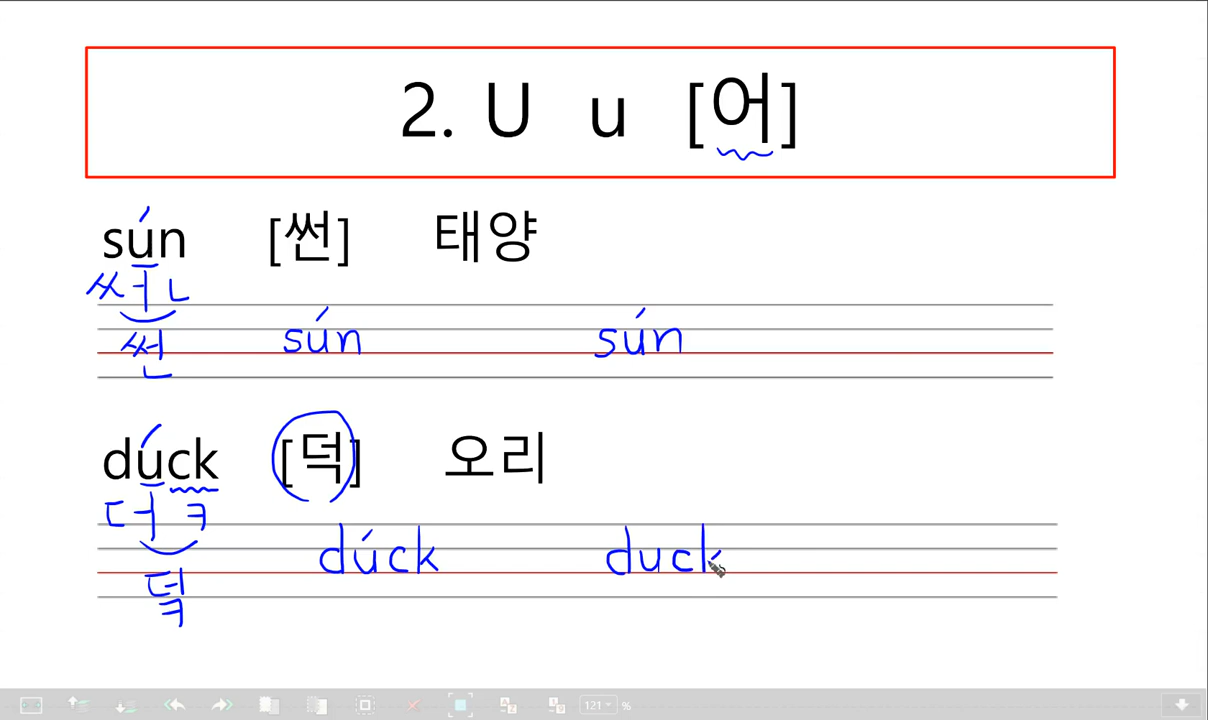 2. U u [어]
sún [썬] 태양
ㅆㅓㄴ
썬 sún sún
dúck [덕] 오리
ㄷㅓ ㅋ
덬 dúck duck
121 %